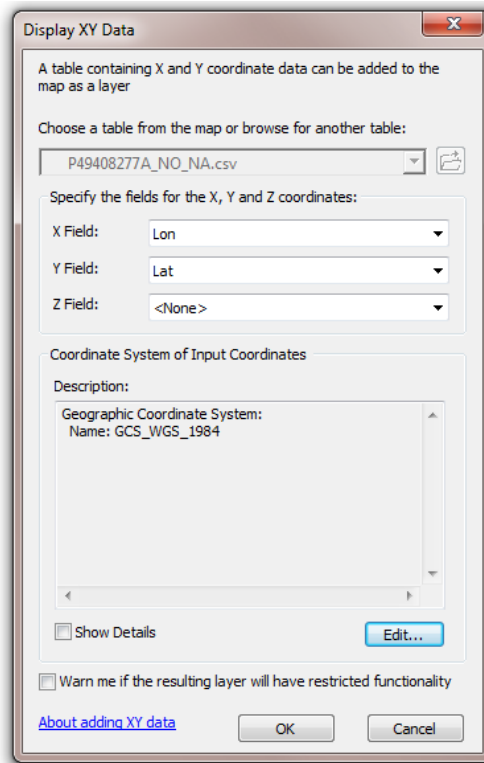 Display XY Data
A table containing X and Y coordinate data can be added to the
map as a layer
Choose a table from the map or browse for another table:
P49408277A_NO_NA.csv
Specify the fields for the X, Y and Z coordinates:
X Field: Lon
Y Field: Lat
Z Field: <None>
Coordinate System of Input Coordinates
Description:
Geographic Coordinate System:
Name: GCS_WGS_1984
Show Details Edit...
Warn me if the resulting layer will have restricted functionality
About adding XY data OK Cancel